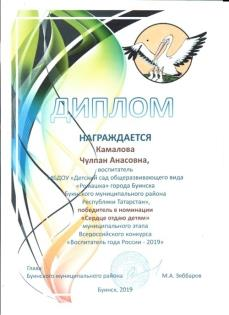 ДИПЛОМ
НАГРАЖДАЕТСЯ
Камалова
Чулпан Анасовна,
воспитатель
МБДОУ «Детский сад общеразвивающего вида
«Ромашка» города Буинска
Буинского муниципального района
Республики Татарстан»,
победитель в номинации
«Сердце отдаю детям»
муниципального этапа
Всероссийского конкурса
«Воспитатель года России - 2019»
Глава
Буинского муниципального района М.А. Зяббаров
Буинск, 2019